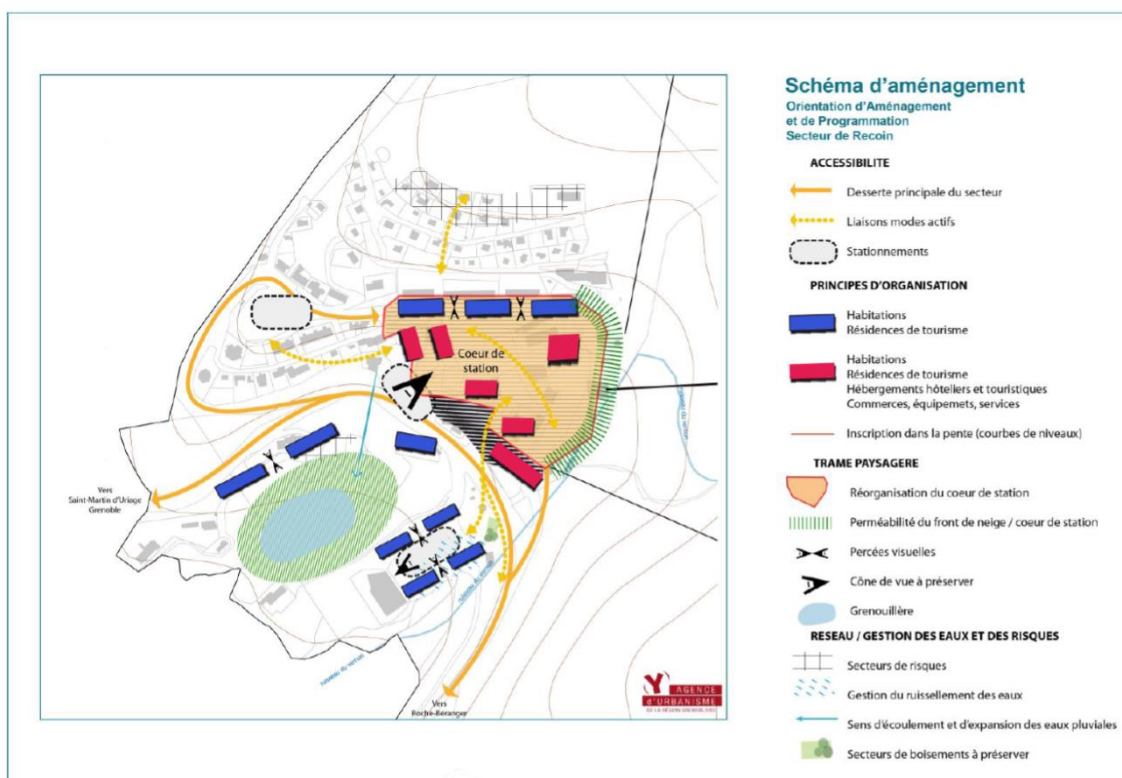 Schéma d'aménagement
Orientation d'Aménagement
et de Programmation
Secteur de Recoin
ACCESSIBILITE
Desserte principale du secteur
Liaisons modes actifs
Stationnements
PRINCIPES D'ORGANISATION
Habitations
Résidences de tourisme
Habitations
Résidences de tourisme
Hébergements hôteliers et touristiques
Commerces, équipemets, services
Inscription dans la pente (courbes de niveaux)
TRAME PAYSAGERE
Réorganisation du coeur de station
Perméabilité du front de neige / coeur de station
Percées visuelles
Cône de vue à préserver
Grenouillère
RESEAU / GESTION DES EAUX ET DES RISQUES
Secteurs de risques
Gestion du ruissellement des eaux
Sens d'écoulement et d'expansion des eaux pluviales
Secteurs de boisements à préserver
Coeur de
station
Vers
Saint-Martin d'Uriage
Grenoble
Vers
Roche-Beranger
AGENCE
d'URBANISME
DE LA RÉGION GRENOBLOISE